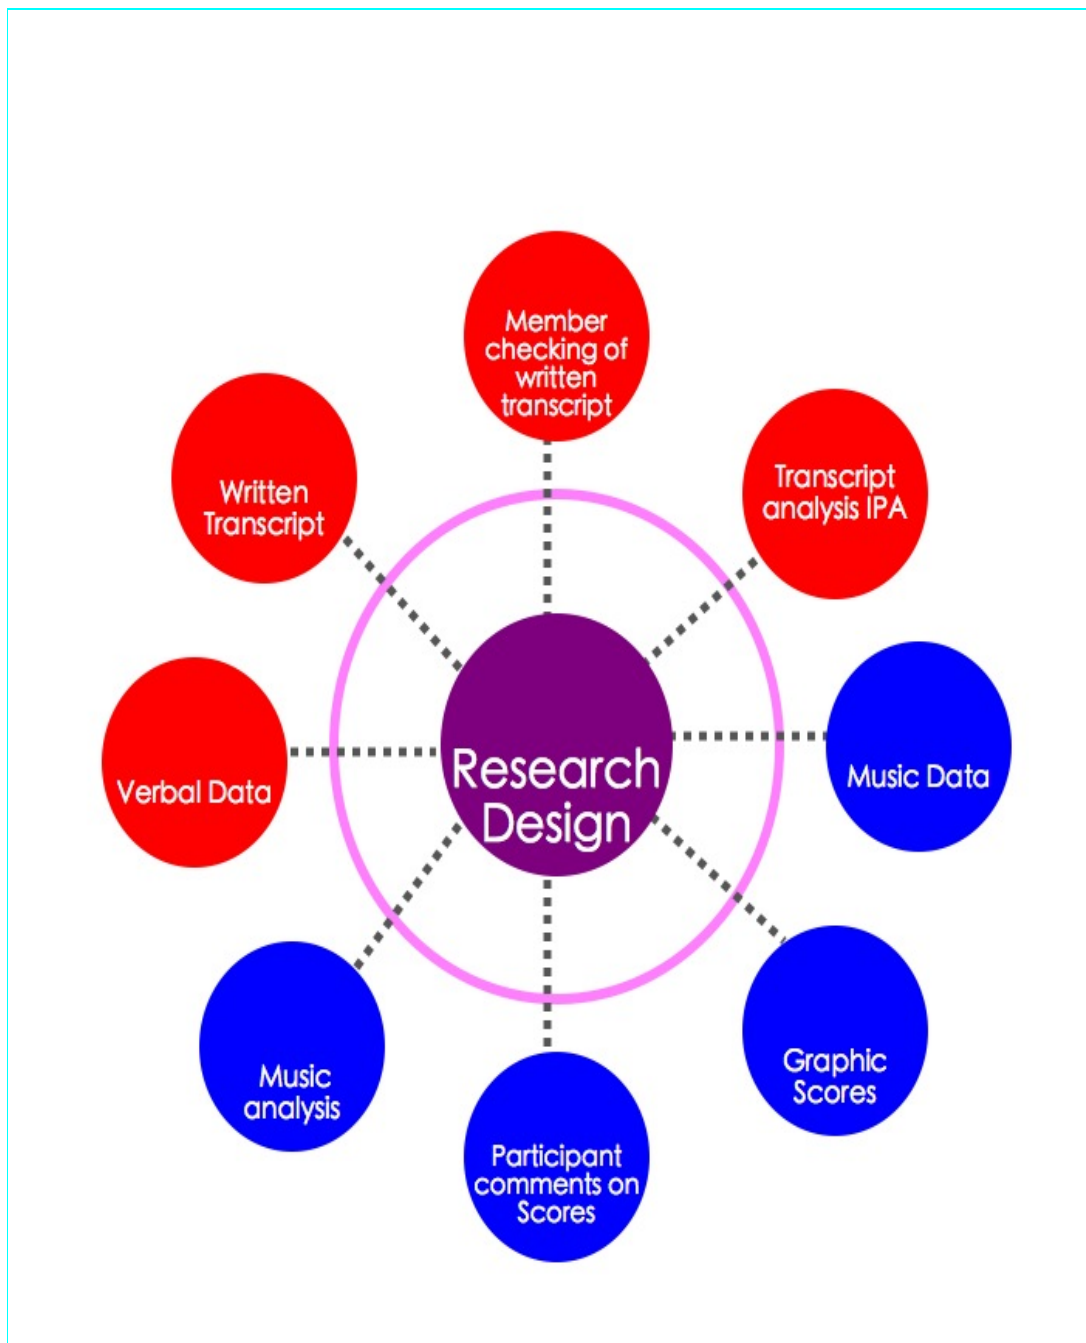 Member
checking of
written
transcript
Transcript
analysis IPA
Written
Transcript
Research
Design
Music Data
Verbal Data
Graphic
Scores
Music
analysis
Participant
comments on
Scores